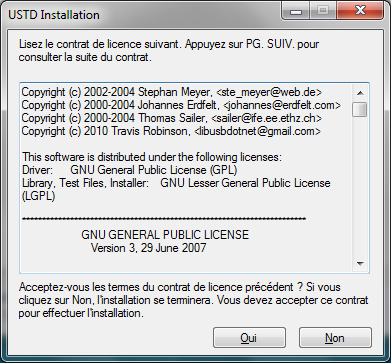 USTD Installation
Lisez le contrat de licence suivant. Appuyez sur PG. SUIV. pour
consulter la suite du contrat.
Copyright (c) 2002-2004 Stephan Meyer, <ste_meyer@web.de>
Copyright (c) 2000-2004 Johannes Erdfelt, <johannes@erdfelt.com>
Copyright (c) 2000-2004 Thomas Sailer, <sailer@ife.ee.ethz.ch>
Copyright (c) 2010 Travis Robinson, <libusbdotnet@gmail.com>
This software is distributed under the following licenses:
Driver: GNU General Public License (GPL)
Library, Test Files, Installer: GNU Lesser General Public License
(LGPL)
GNU GENERAL PUBLIC LICENSE
Version 3, 29 June 2007
Acceptez-vous les termes du contrat de licence précédent ? Si vous
cliquez sur Non, l'installation se terminera. Vous devez accepter ce contrat
pour effectuer l'installation.
Oui
Non